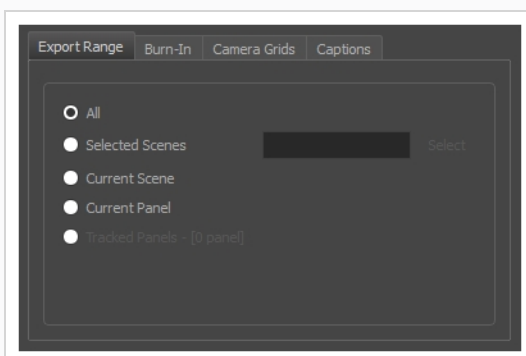 Export Range Burn-In Camera Grids Captions
All
Selected Scenes Select
Current Scene
Current Panel
Tracked Panels - [0 panel]